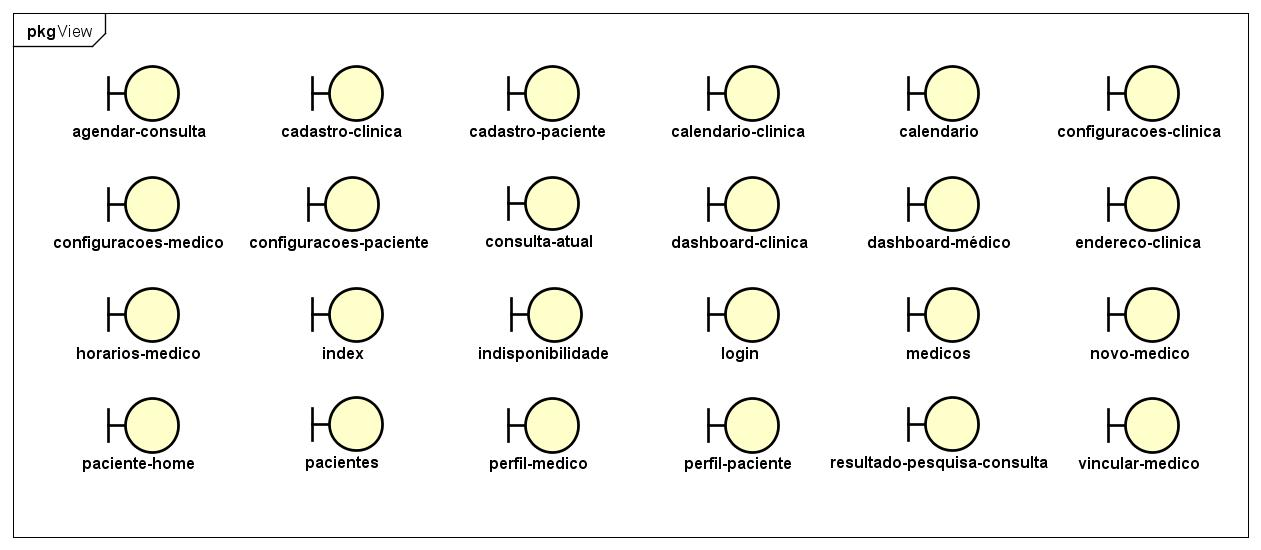 pkg View
agendar-consulta
cadastro-clinica
cadastro-paciente
calendario-clinica
calendario
configuracoes-clinica
configuracoes-medico
configuracoes-paciente
consulta-atual
dashboard-clinica
dashboard-médico
endereco-clinica
horarios-medico
index
indisponibilidade
login
medicos
novo-medico
paciente-home
pacientes
perfil-medico
perfil-paciente
resultado-pesquisa-consulta
vincular-medico